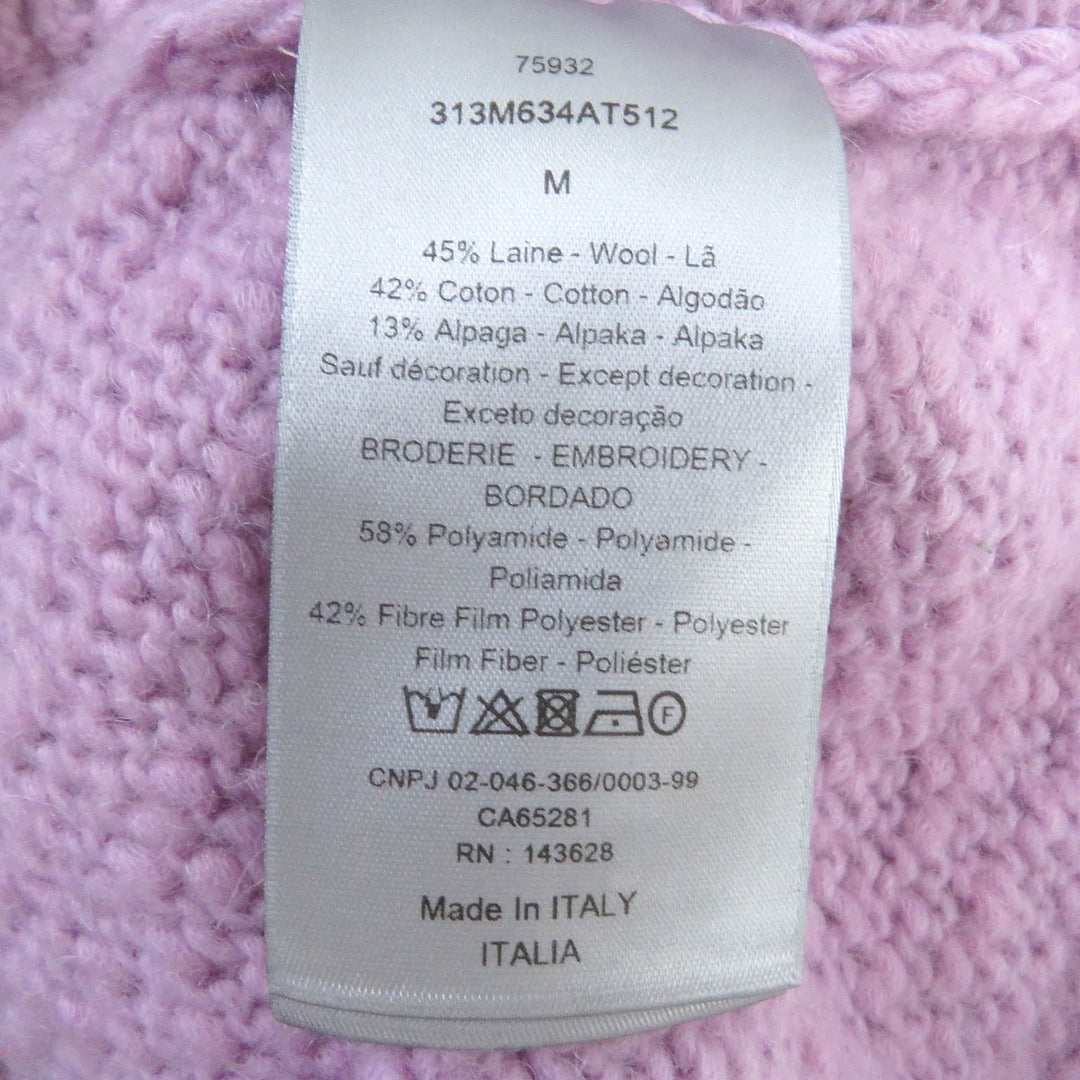 75932
313M634AT512
M
45% Laine - Wool - Lã
42% Coton - Cotton - Algodão
13% Alpaga - Alpaka - Alpaka
Sauf décoration - Except decoration -
Exceto decoração
BRODERIE - EMBROIDERY -
BORDADO
58% Polyamide - Polyamide -
Poliamida
42% Fibre Film Polyester - Polyester
Film Fiber - Poliéster
F
CNPJ 02-046-366/0003-99
CA65281
RN : 143628
Made In ITALY
ITALIA